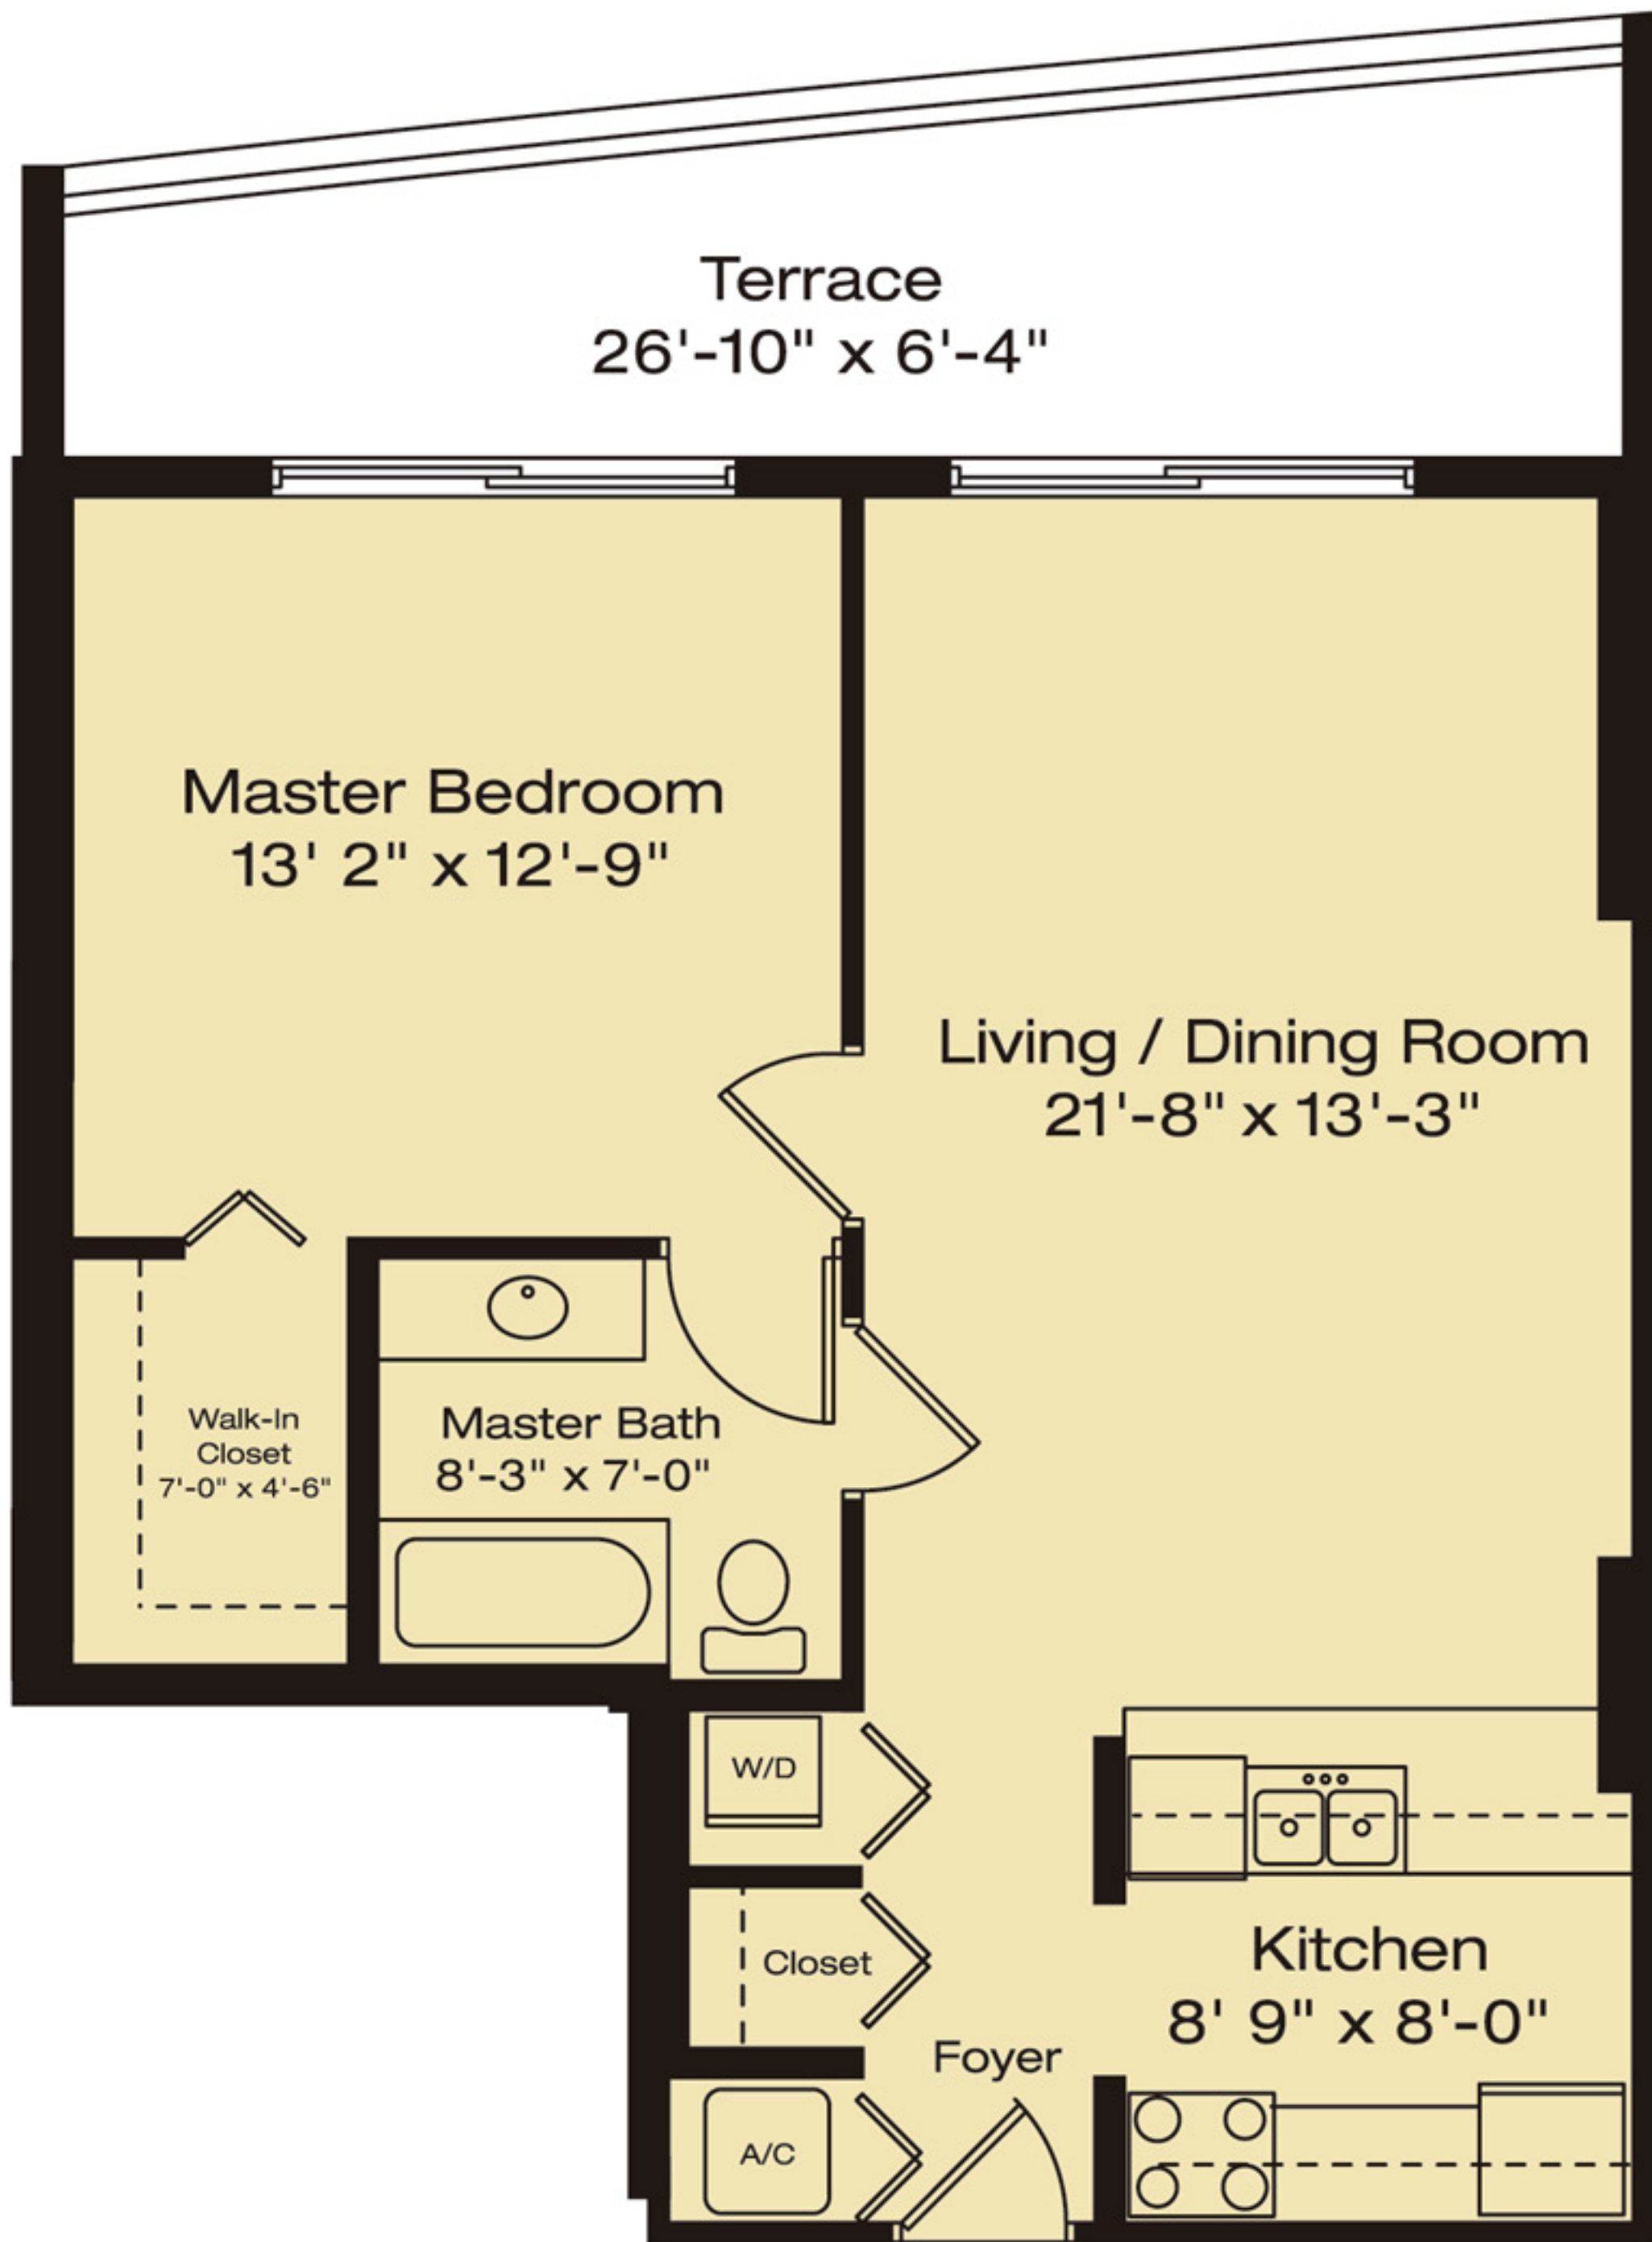 Terrace
26'-10" x 6'-4"
Master Bedroom
13' 2" x 12'-9"
Living / Dining Room
21'-8" x 13'-3"
Walk-In
Closet
7'-0" x 4'-6"
Master Bath
8'-3" x 7'-0"
W/D
Closet
Kitchen
8' 9" x 8'-0"
Foyer
A/C